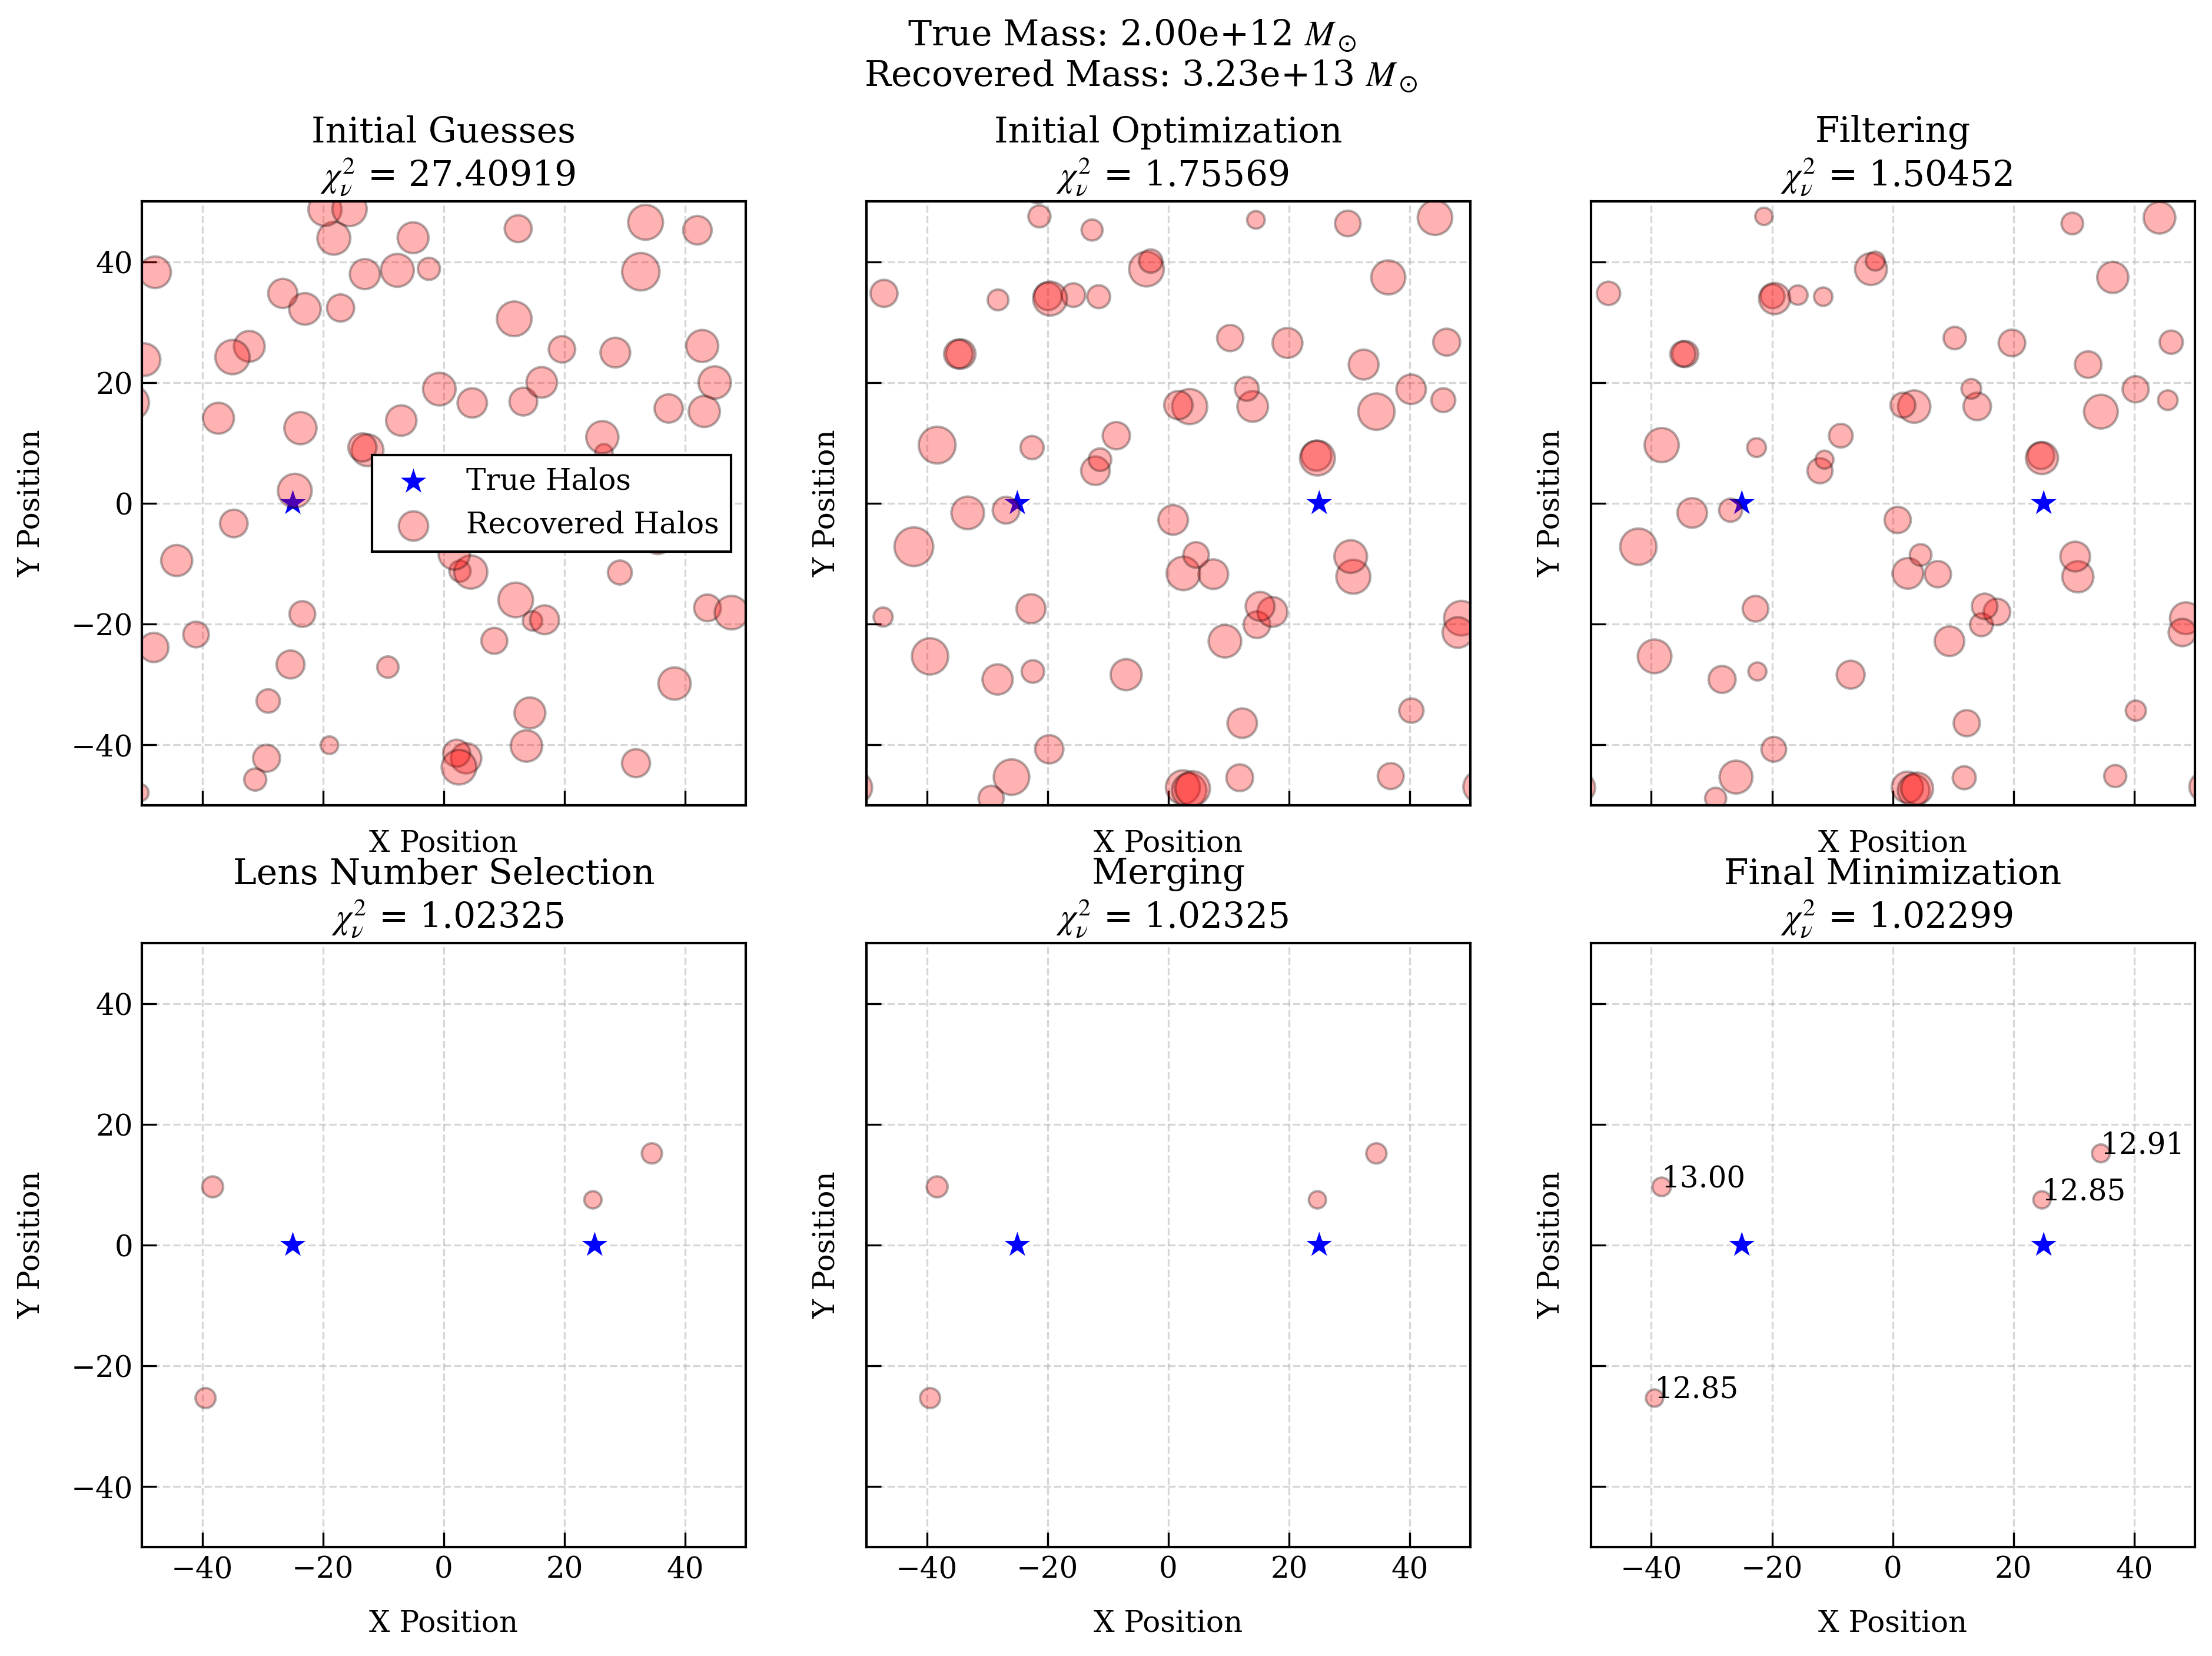 True Mass: 2.00e+12 M⊙
Recovered Mass: 3.23e+13 M⊙
Initial Guesses
χ²ν = 27.40919
Initial Optimization
χ²ν = 1.75569
Filtering
χ²ν = 1.50452
Y Position
40
20
0
−20
−40
True Halos
Recovered Halos
X Position
Y Position
X Position
Y Position
X Position
Lens Number Selection
χ²ν = 1.02325
Merging
χ²ν = 1.02325
Final Minimization
χ²ν = 1.02299
Y Position
40
20
0
−20
−40
−40 −20 0 20 40
X Position
Y Position
−40 −20 0 20 40
X Position
Y Position
12.91
13.00
12.85
12.85
−40 −20 0 20 40
X Position